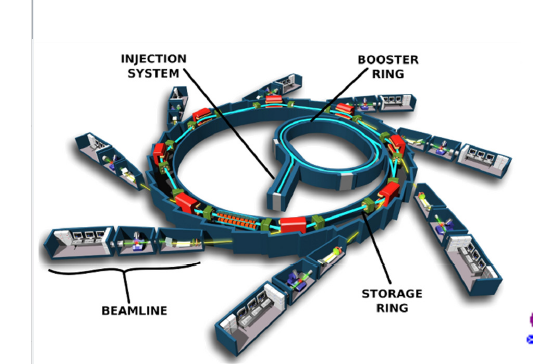 INJECTION
SYSTEM
BOOSTER
RING
STORAGE
RING
BEAMLINE